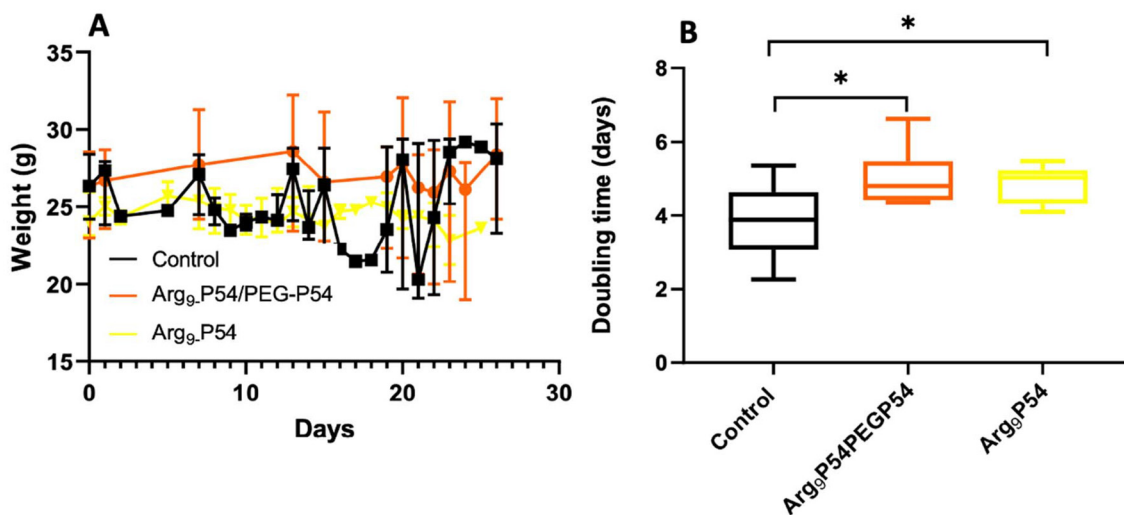 A
Weight (g)
35
30
25
20
15
Control
Arg₉-P54/PEG-P54
Arg₉-P54
0
10
20
30
Days
B
Doubling time (days)
8
6
4
2
0
*
*
Control
Arg₉P54PEGP54
Arg₉P54